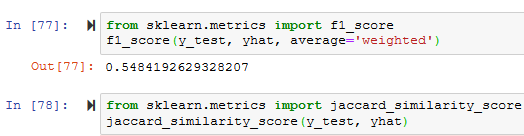 In [77]: from sklearn.metrics import f1_score
f1_score(y_test, yhat, average='weighted')
Out[77]: 0.5484192629328207
In [78]: from sklearn.metrics import jaccard_similarity_score
jaccard_similarity_score(y_test, yhat)